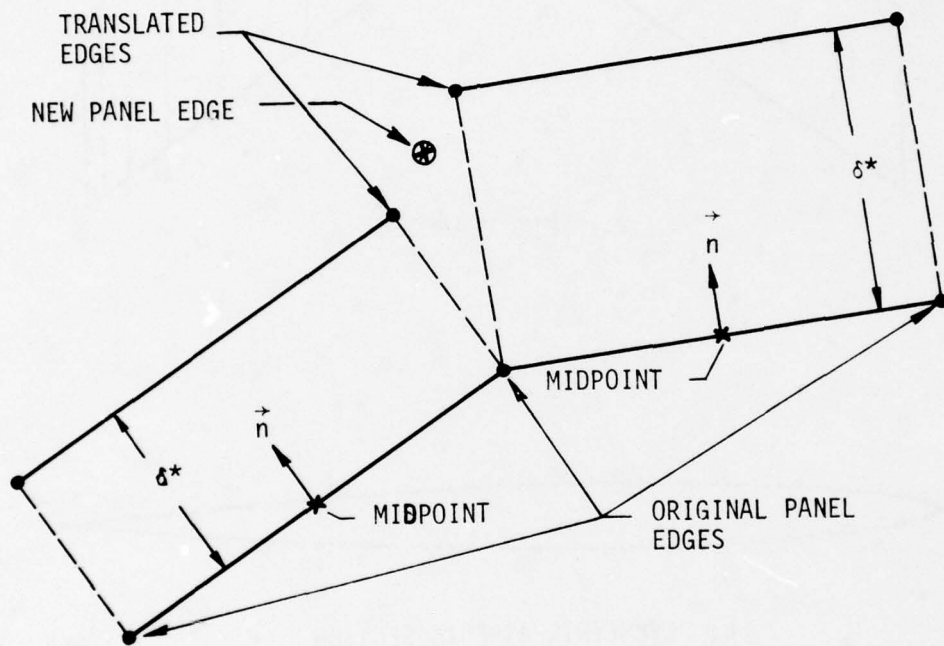 TRANSLATED
EDGES
NEW PANEL EDGE
δ*
n
MIDPOINT
n
δ*
MIDPOINT
ORIGINAL PANEL
EDGES